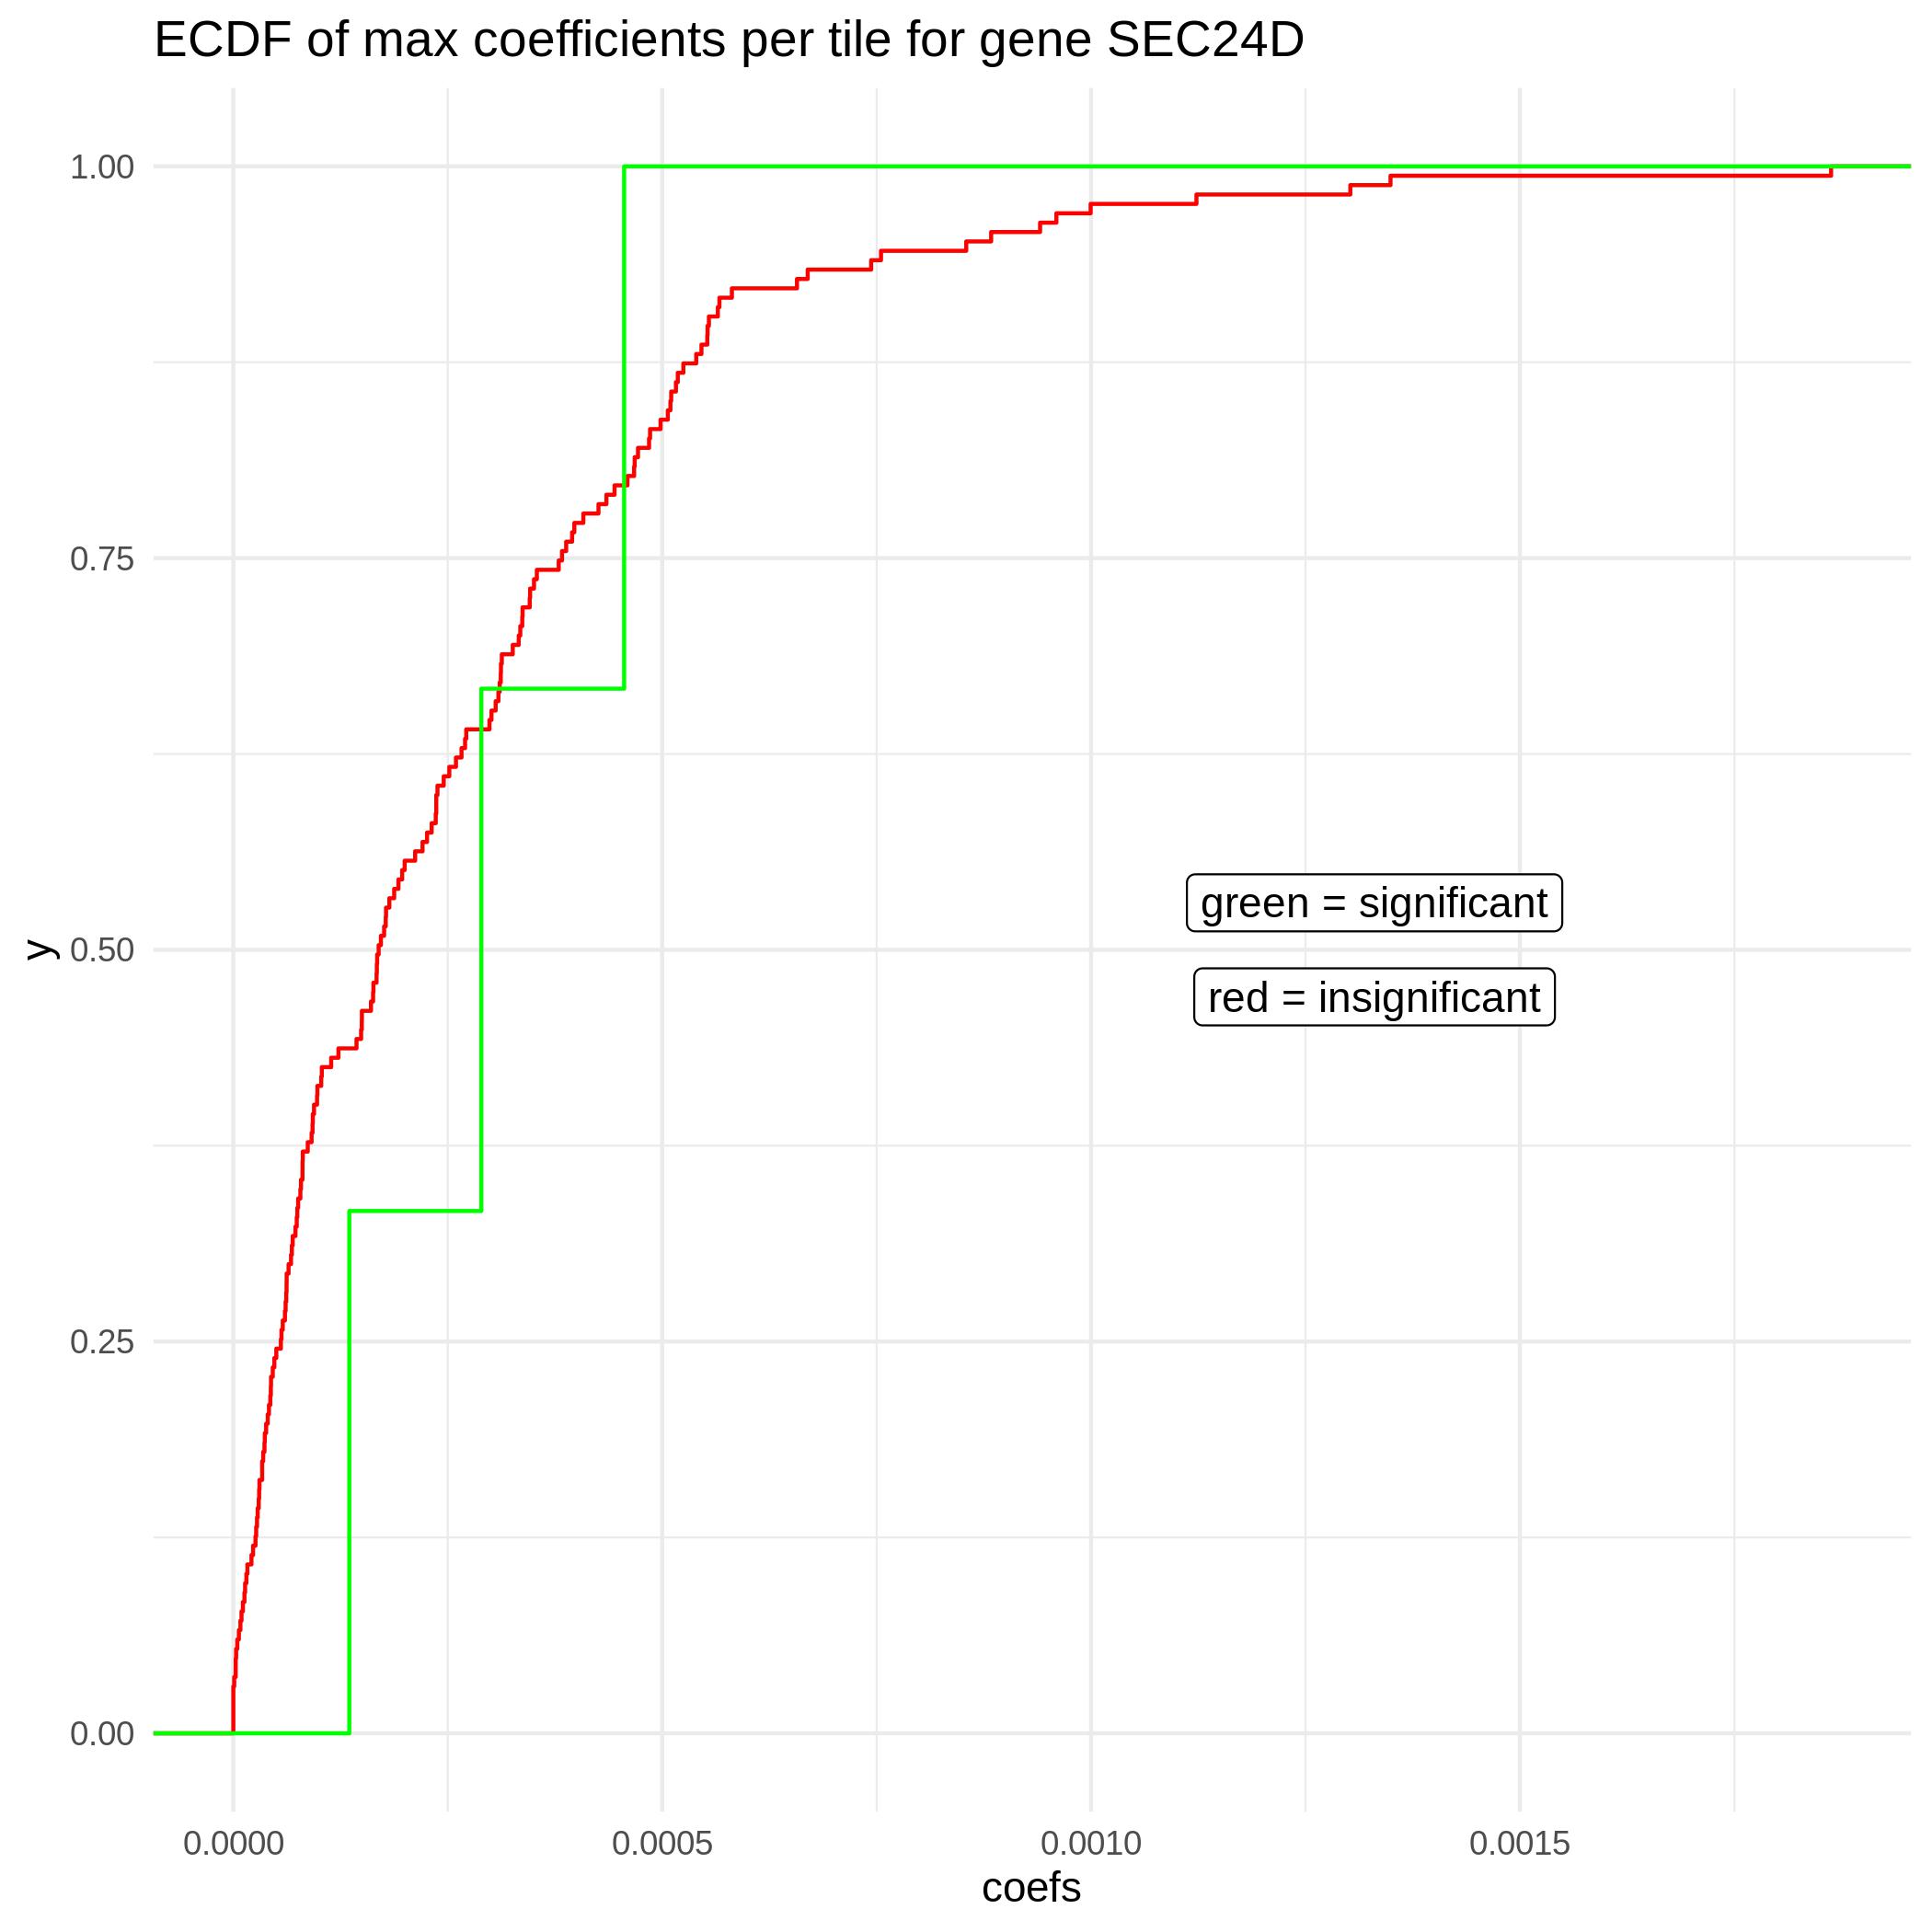 ECDF of max coefficients per tile for gene SEC24D
1.00
0.75
0.50
0.25
0.00
y
green = significant
red = insignificant
0.0000 0.0005 0.0010 0.0015
coefs